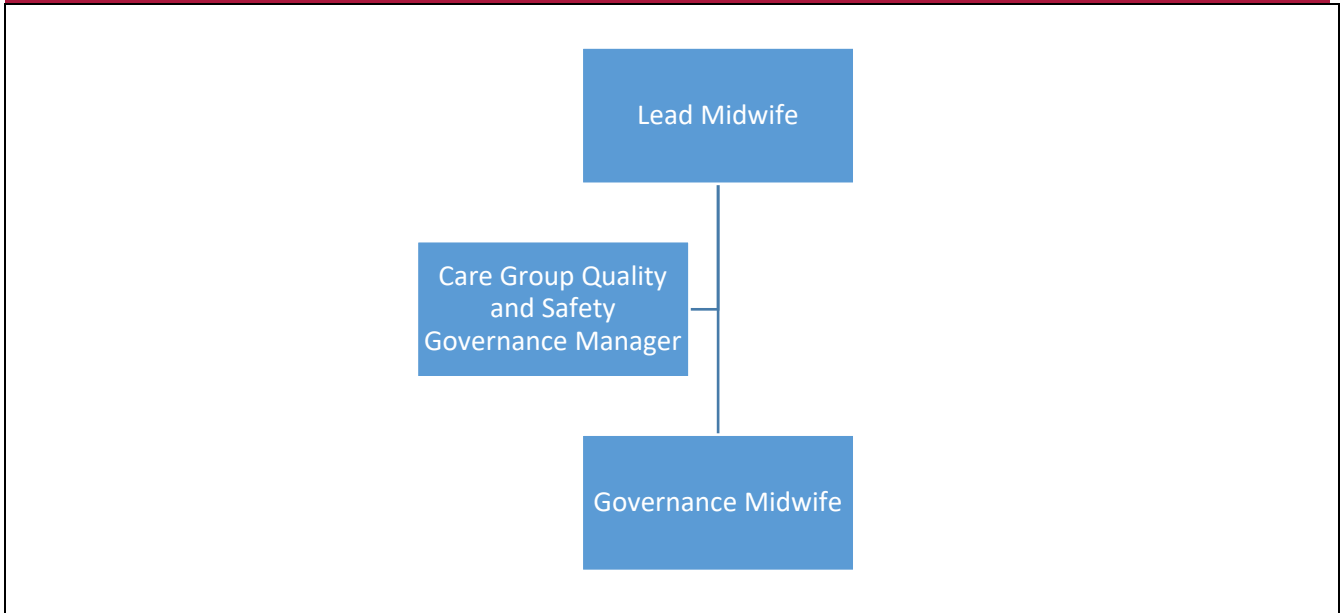 Lead Midwife
Care Group Quality
and Safety
Governance Manager
Governance Midwife